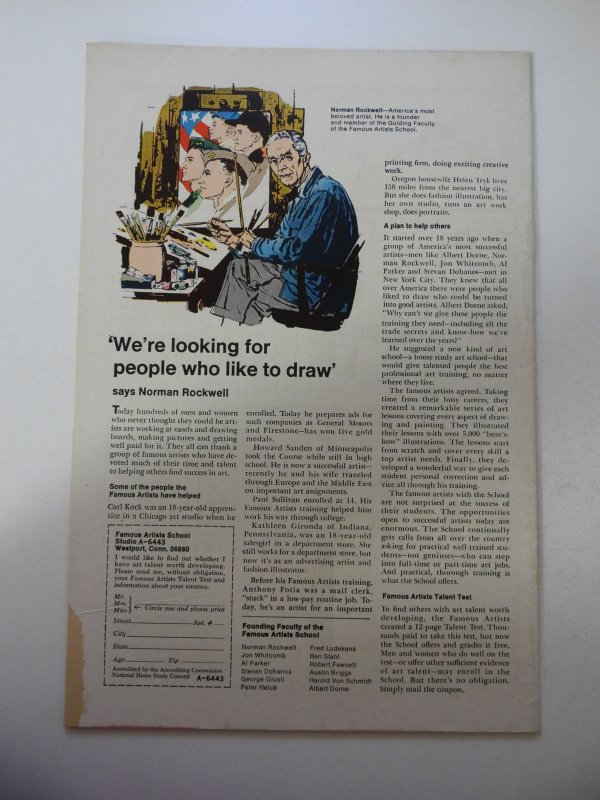 Norman Rockwell—America's most
beloved artist. He is a founder
and member of the Guiding Faculty
of the Famous Artists School.
'We're looking for
people who like to draw'
says Norman Rockwell
Today hundreds of men and women
who never thought they could be art-
ists are working at easels and drawing
boards, making pictures and getting
well paid for it. They all can thank a
group of famous artists who have de-
voted much of their time and talent
to helping others find success in art.
Some of the people the
Famous Artists have helped
Carl Kock was an 18-year-old appren-
tice in a Chicago art studio when he
enrolled. Today he prepares ads for
such companies as General Motors
and Firestone—has won five gold
medals.
Howard Sanden of Minneapolis
took the Course while still in high
school. He is now a successful artist—
recently he and his wife traveled
through Europe and the Middle East
on important art assignments.
Paul Sullivan enrolled at 14. His
Famous Artists training helped him
work his way through college.
Kathleen Gironda of Indiana,
Pennsylvania, was an 18-year-old
salesgirl in a department store. She
still works for a department store, but
now it's as an advertising artist and
fashion illustrator.
Before his Famous Artists training,
Anthony Fotia was a mail clerk,
"stuck" in a low-pay routine job. To-
day, he's an artist for an important
printing firm, doing exciting creative
work.
Oregon housewife Helen Tryk lives
150 miles from the nearest big city.
But she does fashion illustration, has
her own studio, runs an art work
shop, does portraits.
A plan to help others
It started over 18 years ago when a
group of America's most successful
artists—men like Albert Dorne, Nor-
man Rockwell, Jon Whitcomb, Al
Parker and Stevan Dohanos—met in
New York City. They knew that all
over America there were people who
liked to draw who could be turned
into good artists. Albert Dorne asked,
"Why can't we give these people the
training they need—including all the
trade secrets and know-how we've
learned over the years?"
He suggested a new kind of art
school—a home study art school—that
would give talented people the best
professional art training, no matter
where they live.
The famous artists agreed. Taking
time from their busy careers, they
created a remarkable series of art
lessons covering every aspect of draw-
ing and painting. They illustrated
their lessons with over 5,000 "here's-
how" illustrations. The lessons start
from scratch and cover every skill a
top artist needs. Finally, they de-
veloped a wonderful way to give each
student personal correction and ad-
vice all through his training.
The famous artists with the School
are not surprised at the success of
their students. The opportunities
open to successful artists today are
enormous. The School continually
gets calls from all over the country
asking for practical well-trained stu-
dents—not geniuses—who can step
into full-time or part-time art jobs.
And practical, thorough training is
what the School offers.
Famous Artists Talent Test
To find others with art talent worth
developing, the Famous Artists
created a 12-page Talent Test. Thou-
sands paid to take this test, but now
the School offers and grades it free.
Men and women who do well on the
test—or offer other sufficient evidence
of art talent—may enroll in the
School. But there's no obligation.
Simply mail the coupon.
Famous Artists School
Studio A-6443
Westport, Conn. 06880
I would like to find out whether I
have art talent worth developing.
Please send me, without obligation,
your Famous Artists Talent Test and
information about your courses.
Mr.
Mrs.
Miss
Circle one and please print
Street Apt. #
City
State
Age Zip
Accredited by the Accrediting Commission
National Home Study Council A-6443
Founding Faculty of the
Famous Artists School
Norman Rockwell
Jon Whitcomb
Al Parker
Stevan Dohanos
George Giusti
Peter Helck
Fred Ludekens
Ben Stahl
Robert Fawcett
Austin Briggs
Harold Von Schmidt
Albert Dorne